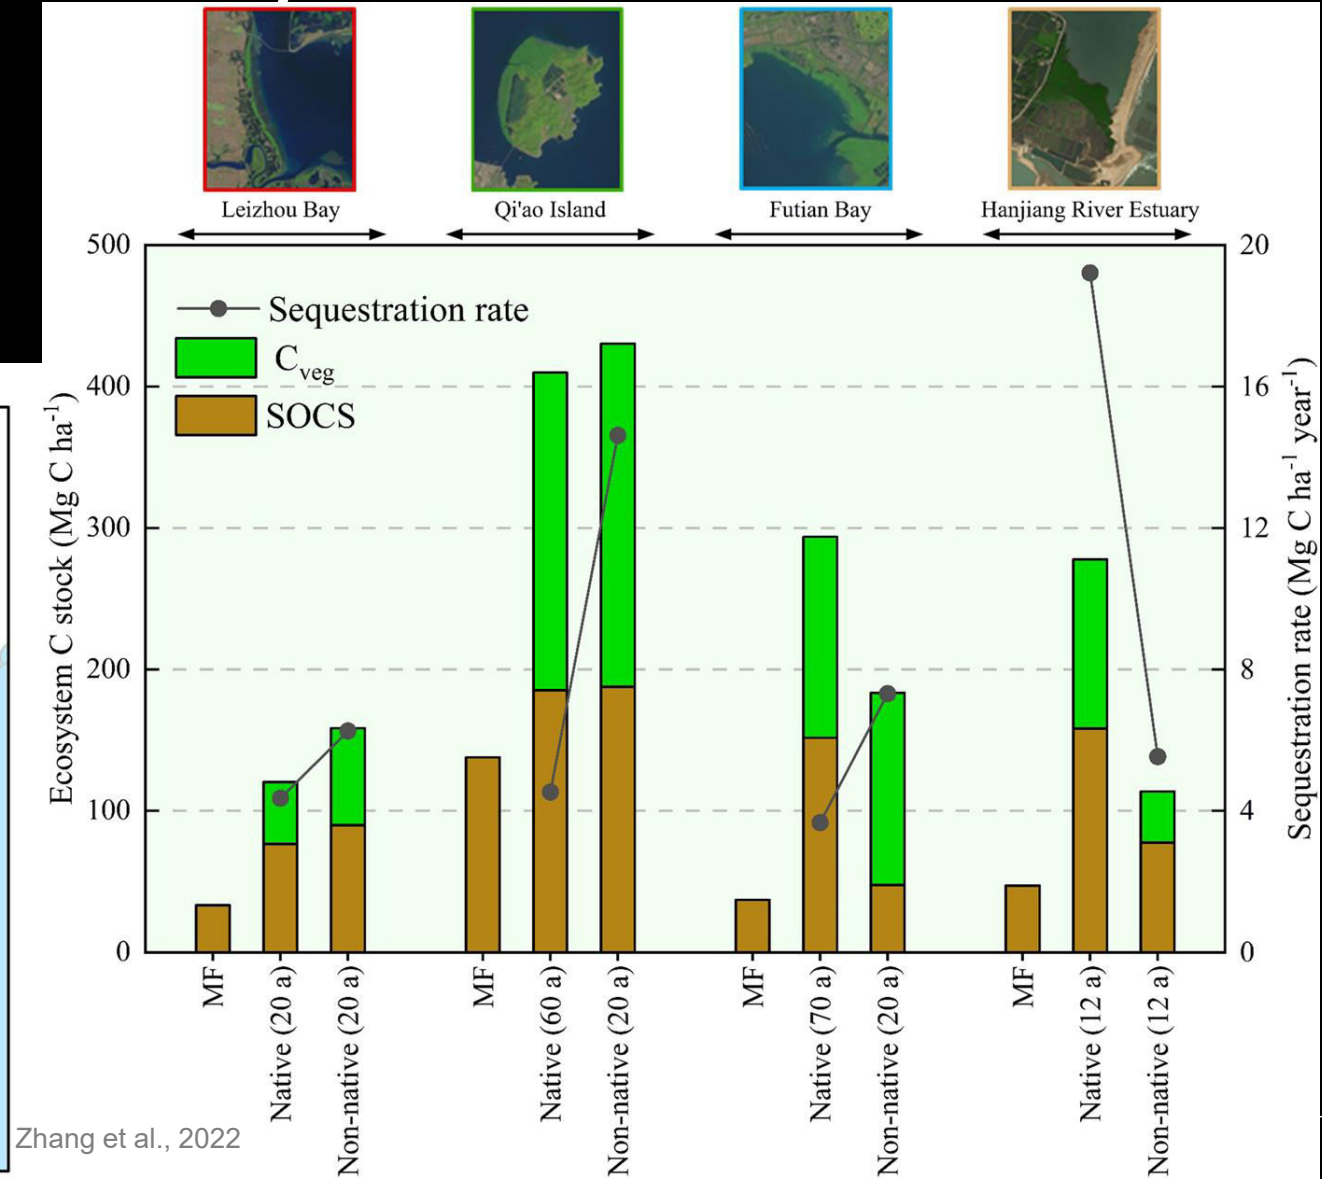 Leizhou Bay
Qi'ao Island
Futian Bay
Hanjiang River Estuary
500
400
300
200
100
0
Ecosystem C stock (Mg C ha-1)
Sequestration rate
Cveg
SOCS
20
16
12
8
4
0
Sequestration rate (Mg C ha-1 year-1)
MF
Native (20 a)
Non-native (20 a)
MF
Native (60 a)
Non-native (20 a)
MF
Native (70 a)
Non-native (20 a)
MF
Native (12 a)
Non-native (12 a)
Zhang et al., 2022